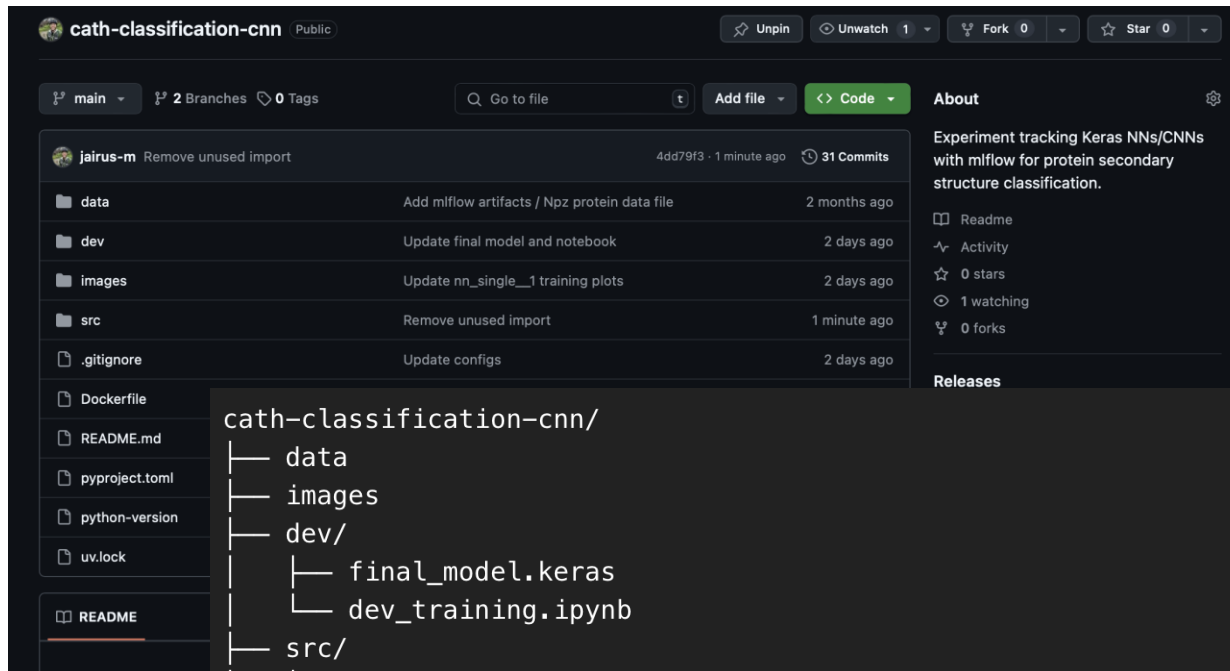 cath-classification-cnn Public
Unpin Unwatch 1 Fork 0 Star 0
main 2 Branches 0 Tags Go to file t Add file <> Code
jairus-m Remove unused import 4dd79f3 · 1 minute ago 31 Commits
data Add mlflow artifacts / Npz protein data file 2 months ago
dev Update final model and notebook 2 days ago
images Update nn_single__1 training plots 2 days ago
src Remove unused import 1 minute ago
.gitignore Update configs 2 days ago
Dockerfile
README.md
pyproject.toml
python-version
uv.lock
README
About
Experiment tracking Keras NNs/CNNs
with mlflow for protein secondary
structure classification.
Readme
Activity
0 stars
1 watching
0 forks
Releases
cath-classification-cnn/
├── data
├── images
├── dev/
│   ├── final_model.keras
│   └── dev_training.ipynb
├── src/